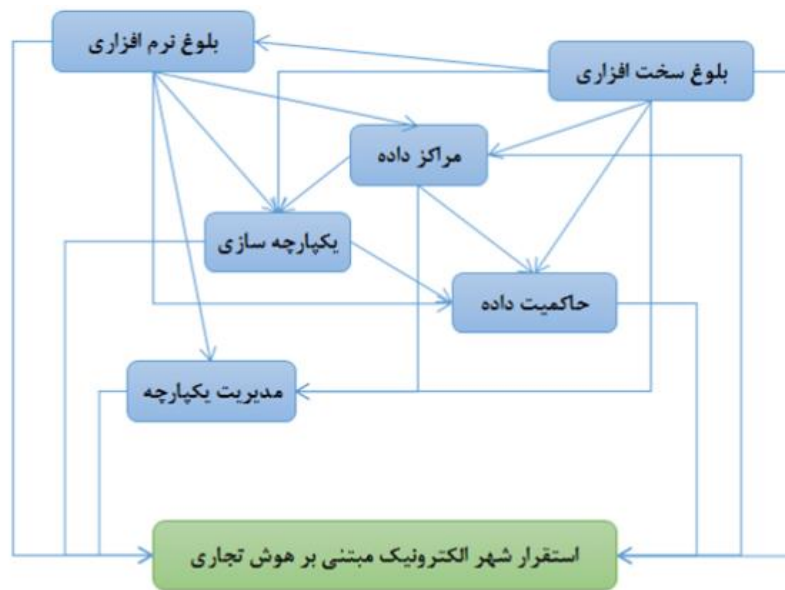 بلوغ سخت افزاری
بلوغ نرم افزاری
مراکز داده
یکپارچه سازی
حاکمیت داده
مدیریت یکپارچه
استقرار شهر الکترونیک مبتنی بر هوش تجاری